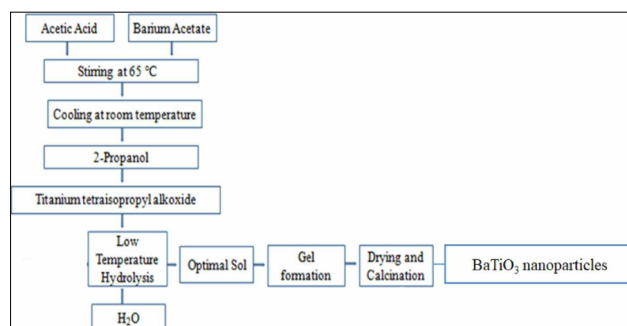 Acetic Acid
Barium Acetate
Stirring at 65 °C
Cooling at room temperature
2-Propanol
Titanium tetraisopropyl alkoxide
Low
Temperature
Hydrolysis
Optimal Sol
Gel
formation
Drying and
Calcination
BaTiO₃ nanoparticles
H₂O